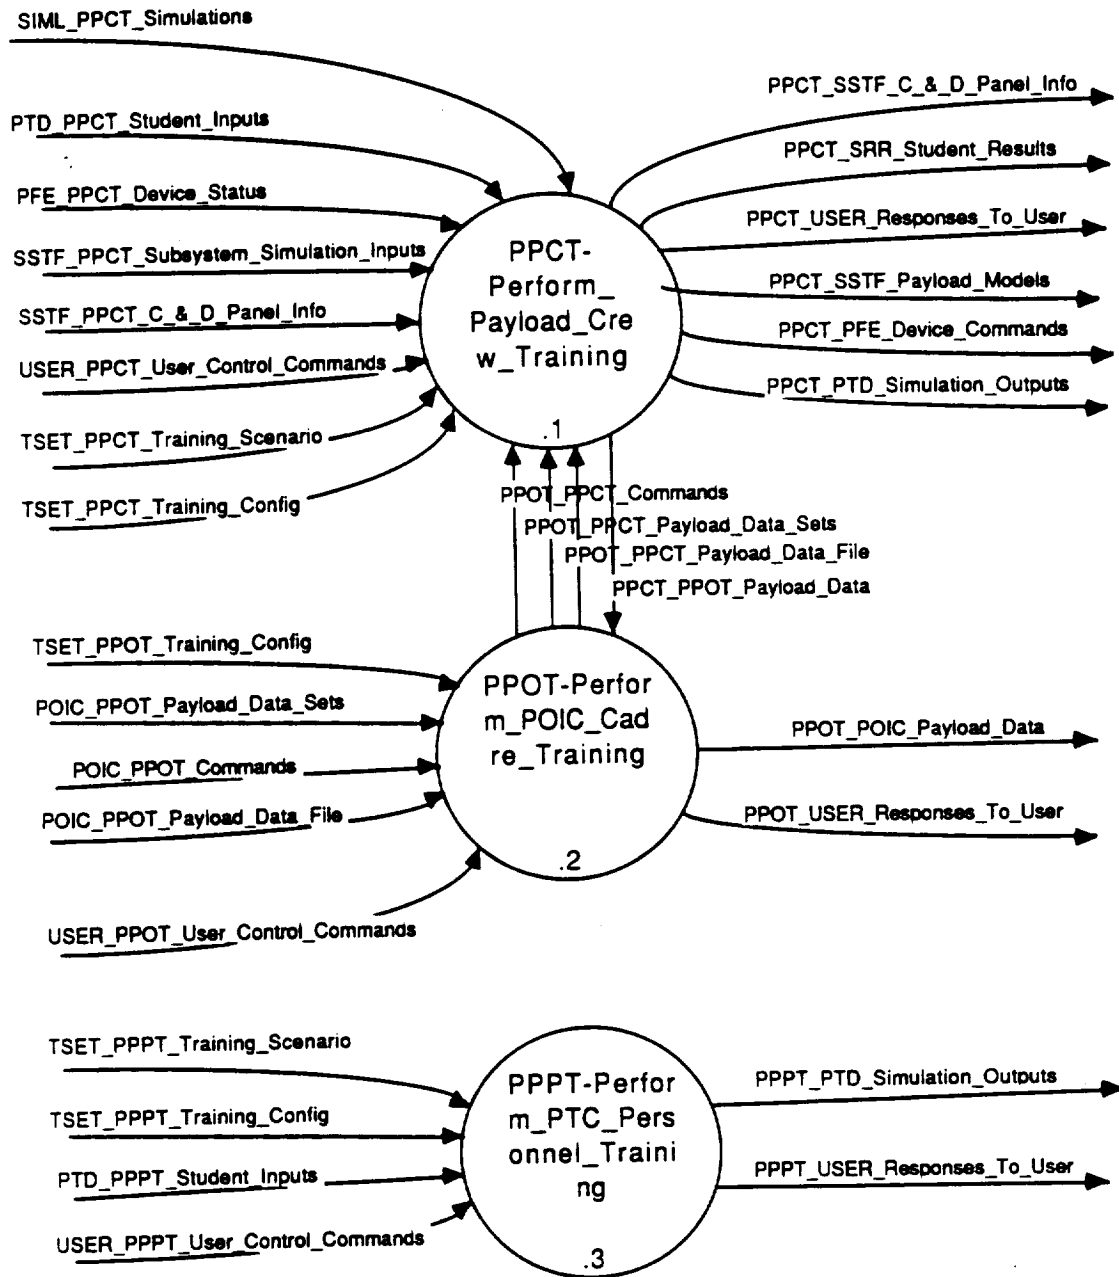 SIML_PPCT_Simulations
PTD_PPCT_Student_Inputs
PFE_PPCT_Device_Status
SSTF_PPCT_Subsystem_Simulation_Inputs
SSTF_PPCT_C_&_D_Panel_Info
USER_PPCT_User_Control_Commands
TSET_PPCT_Training_Scenario
TSET_PPCT_Training_Config
PPCT-
Perform_
Payload_Cre
w_Training
.1
PPCT_SSTF_C_&_D_Panel_Info
PPCT_SRR_Student_Results
PPCT_USER_Responses_To_User
PPCT_SSTF_Payload_Models
PPCT_PFE_Device_Commands
PPCT_PTD_Simulation_Outputs
PPOT_PPCT_Commands
PPOT_PPCT_Payload_Data_Sets
PPOT_PPCT_Payload_Data_File
PPCT_PPOT_Payload_Data
TSET_PPOT_Training_Config
POIC_PPOT_Payload_Data_Sets
POIC_PPOT_Commands
POIC_PPOT_Payload_Data_File
USER_PPOT_User_Control_Commands
PPOT-Perfor
m_POIC_Cad
re_Training
.2
PPOT_POIC_Payload_Data
PPOT_USER_Responses_To_User
TSET_PPPT_Training_Scenario
TSET_PPPT_Training_Config
PTD_PPPT_Student_Inputs
USER_PPPT_User_Control_Commands
PPPT-Perfor
m_PTC_Pers
onnel_Traini
ng
.3
PPPT_PTD_Simulation_Outputs
PPPT_USER_Responses_To_User